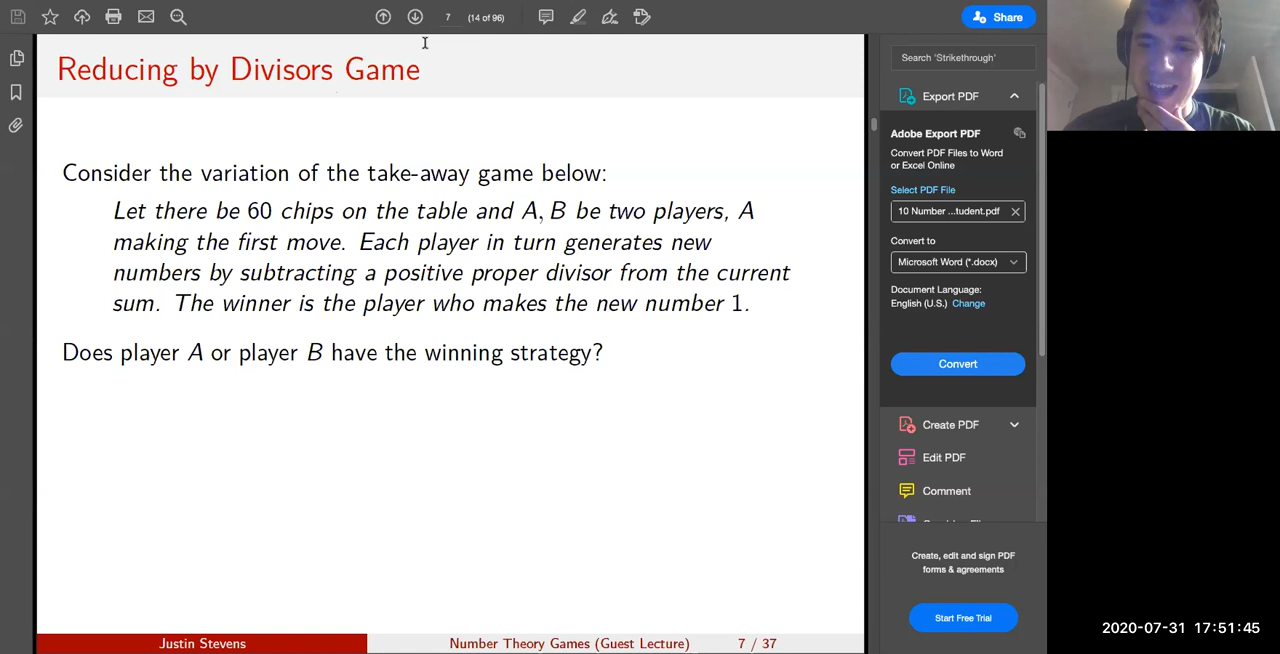 7 (14 of 96)
Share
Reducing by Divisors Game
Consider the variation of the take-away game below:
Let there be 60 chips on the table and A, B be two players, A
making the first move. Each player in turn generates new
numbers by subtracting a positive proper divisor from the current
sum. The winner is the player who makes the new number 1.
Does player A or player B have the winning strategy?
Justin Stevens
Number Theory Games (Guest Lecture)
7 / 37
Search 'Strikethrough'
Export PDF
Adobe Export PDF
Convert PDF Files to Word
or Excel Online
Select PDF File
10 Number ...tudent.pdf
Convert to
Microsoft Word (*.docx)
Document Language:
English (U.S.) Change
Convert
Create PDF
Edit PDF
Comment
Create, edit and sign PDF
forms & agreements
Start Free Trial
2020-07-31 17:51:45